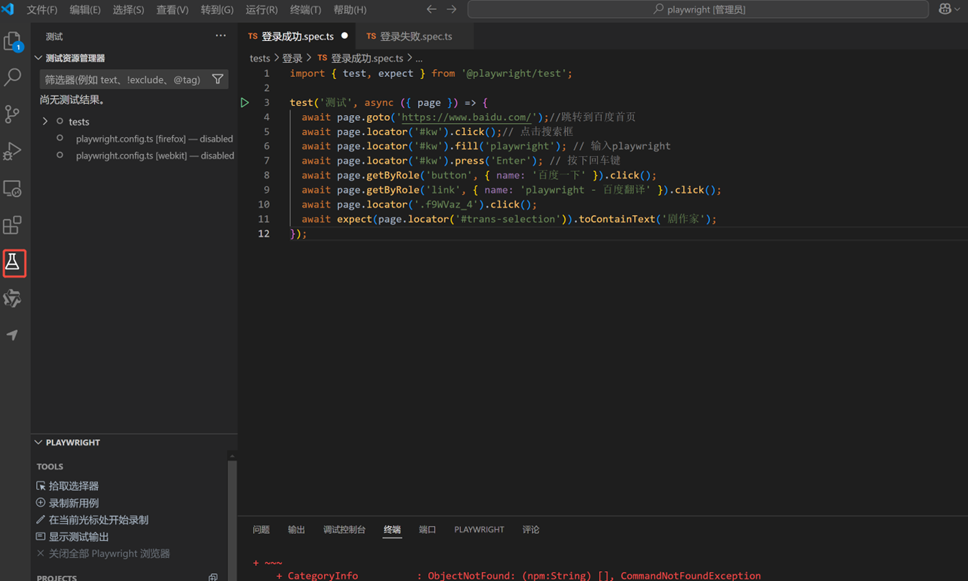 文件(F) 编辑(E) 选择(S) 查看(V) 转到(G) 运行(R) 终端(T) 帮助(H) playwright [管理员]
1
测试
测试资源管理器
筛选器(例如 text、!exclude、@tag)
尚无测试结果。
tests
playwright.config.ts [firefox] — disabled
playwright.config.ts [webkit] — disabled
PLAYWRIGHT
TOOLS
拾取选择器
录制新用例
在当前光标处开始录制
显示测试输出
关闭全部 Playwright 浏览器
PROJECTS
TS 登录成功.spec.ts TS 登录失败.spec.ts
tests > 登录 > TS 登录成功.spec.ts > ...
1 import { test, expect } from '@playwright/test';
2
3 test('测试', async ({ page }) => {
4 await page.goto('https://www.baidu.com/');//跳转到百度首页
5 await page.locator('#kw').click();// 点击搜索框
6 await page.locator('#kw').fill('playwright'); // 输入playwright
7 await page.locator('#kw').press('Enter'); // 按下回车键
8 await page.getByRole('button', { name: '百度一下' }).click();
9 await page.getByRole('link', { name: 'playwright - 百度翻译' }).click();
10 await page.locator('.f9WVaz_4').click();
11 await expect(page.locator('#trans-selection')).toContainText('剧作家');
12 });
问题 输出 调试控制台 终端 端口 PLAYWRIGHT 评论
+ ~~~
+ CategoryInfo : ObjectNotFound: (npm:String) [], CommandNotFoundException